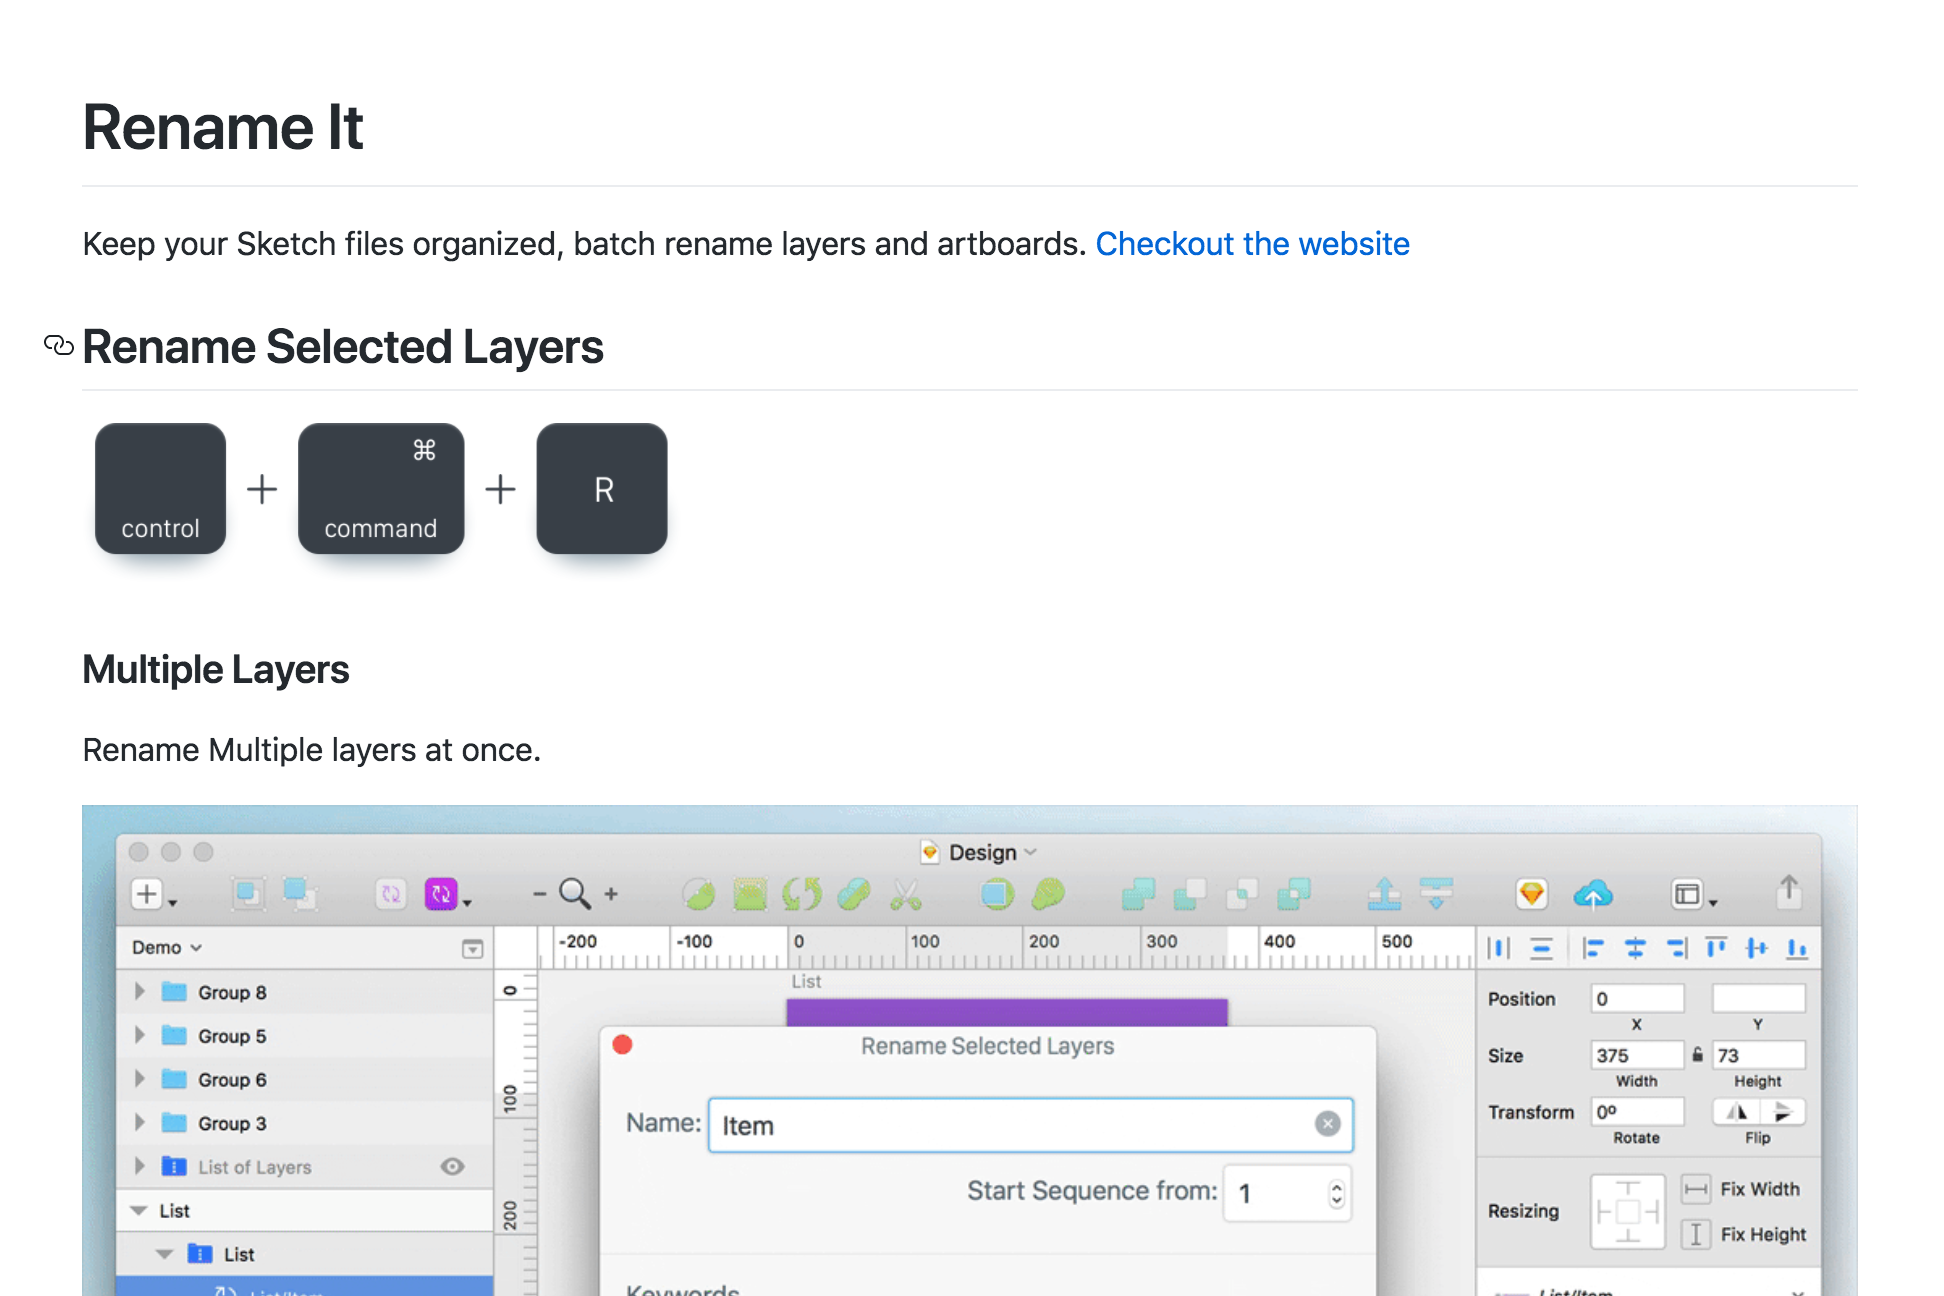 Rename It
Keep your Sketch files organized, batch rename layers and artboards. Checkout the website
Rename Selected Layers
control + ⌘ command + R
Multiple Layers
Rename Multiple layers at once.
Design
Demo
-200 -100 0 100 200 300 400 500
Group 8
Group 5
Group 6
Group 3
List of Layers
List
List
List/Item
0
100
200
List
Rename Selected Layers
Name: Item
Start Sequence from: 1
Keywords
Position 0
X Y
Size 375 73
Width Height
Transform 0º
Rotate Flip
Resizing
Fix Width
Fix Height
List/Item